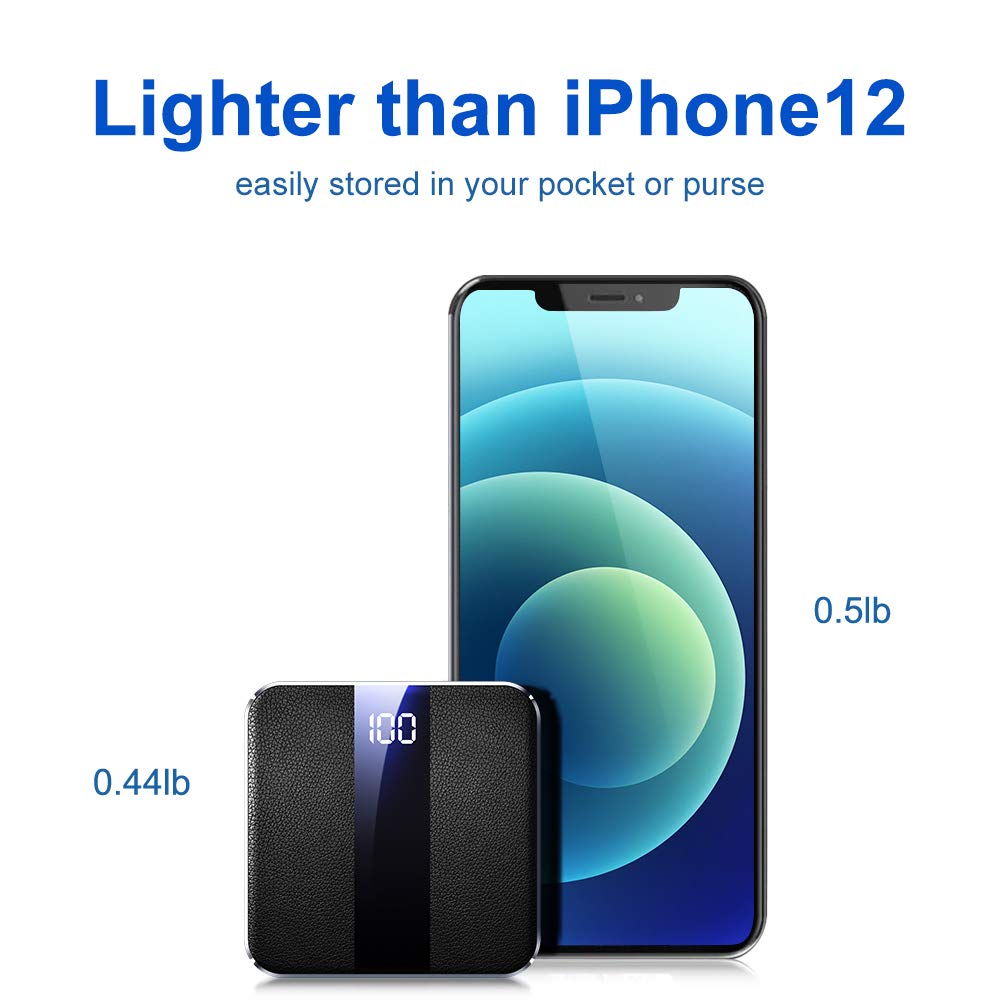 Lighter than iPhone12
easily stored in your pocket or purse
0.5lb
100
0.44lb